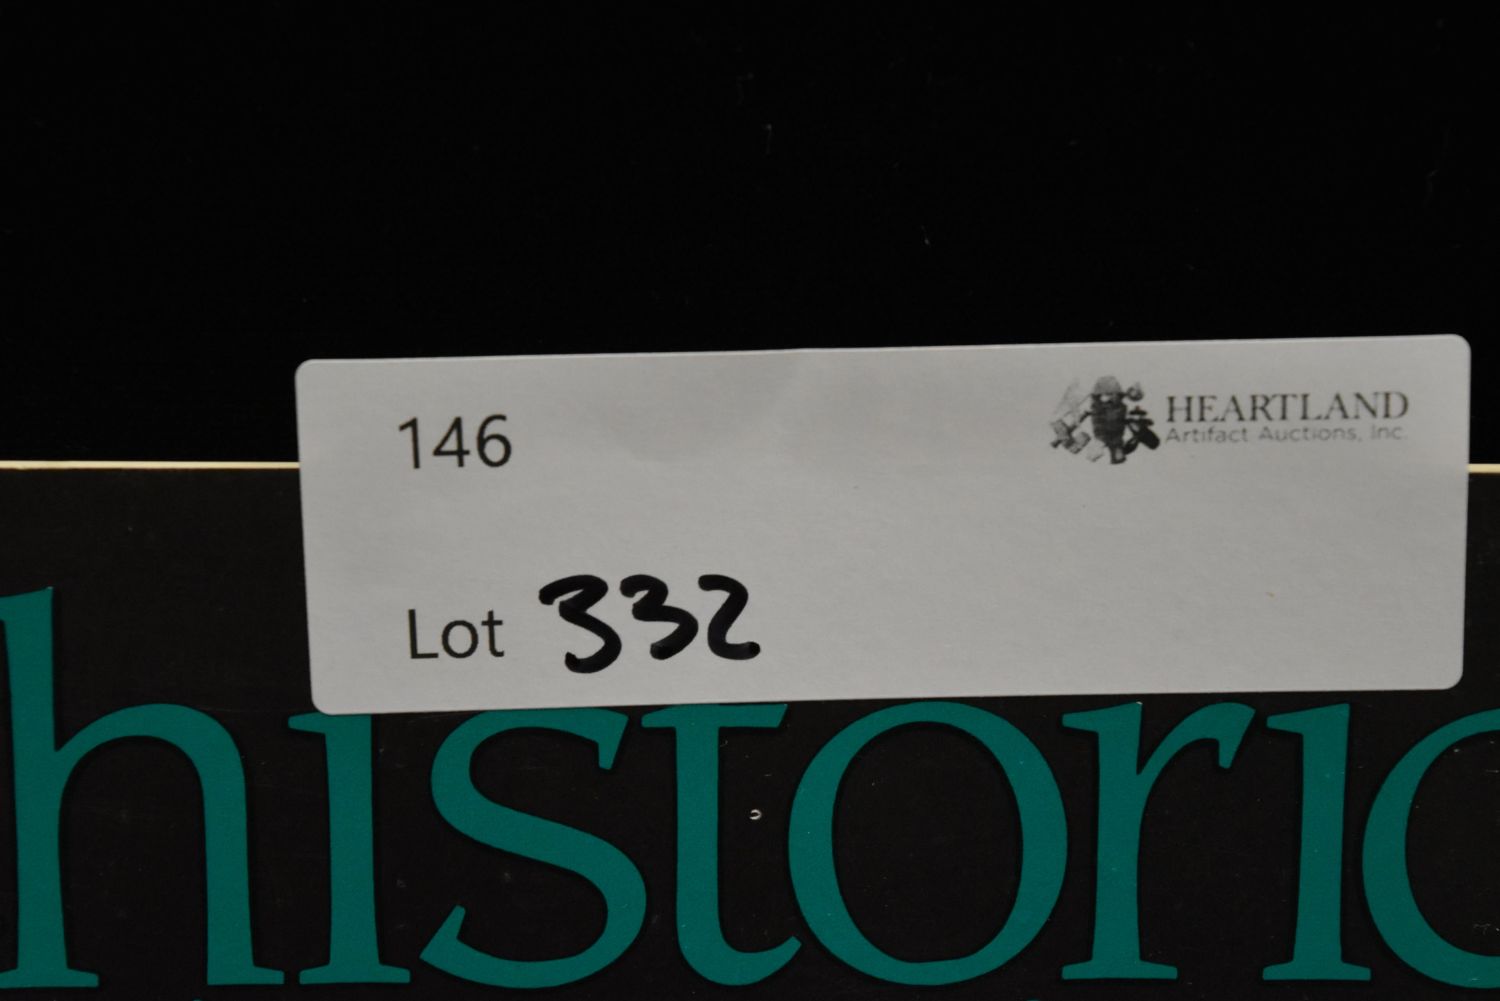 146
HEARTLAND
Artifact Auctions, Inc.
Lot 332
historic